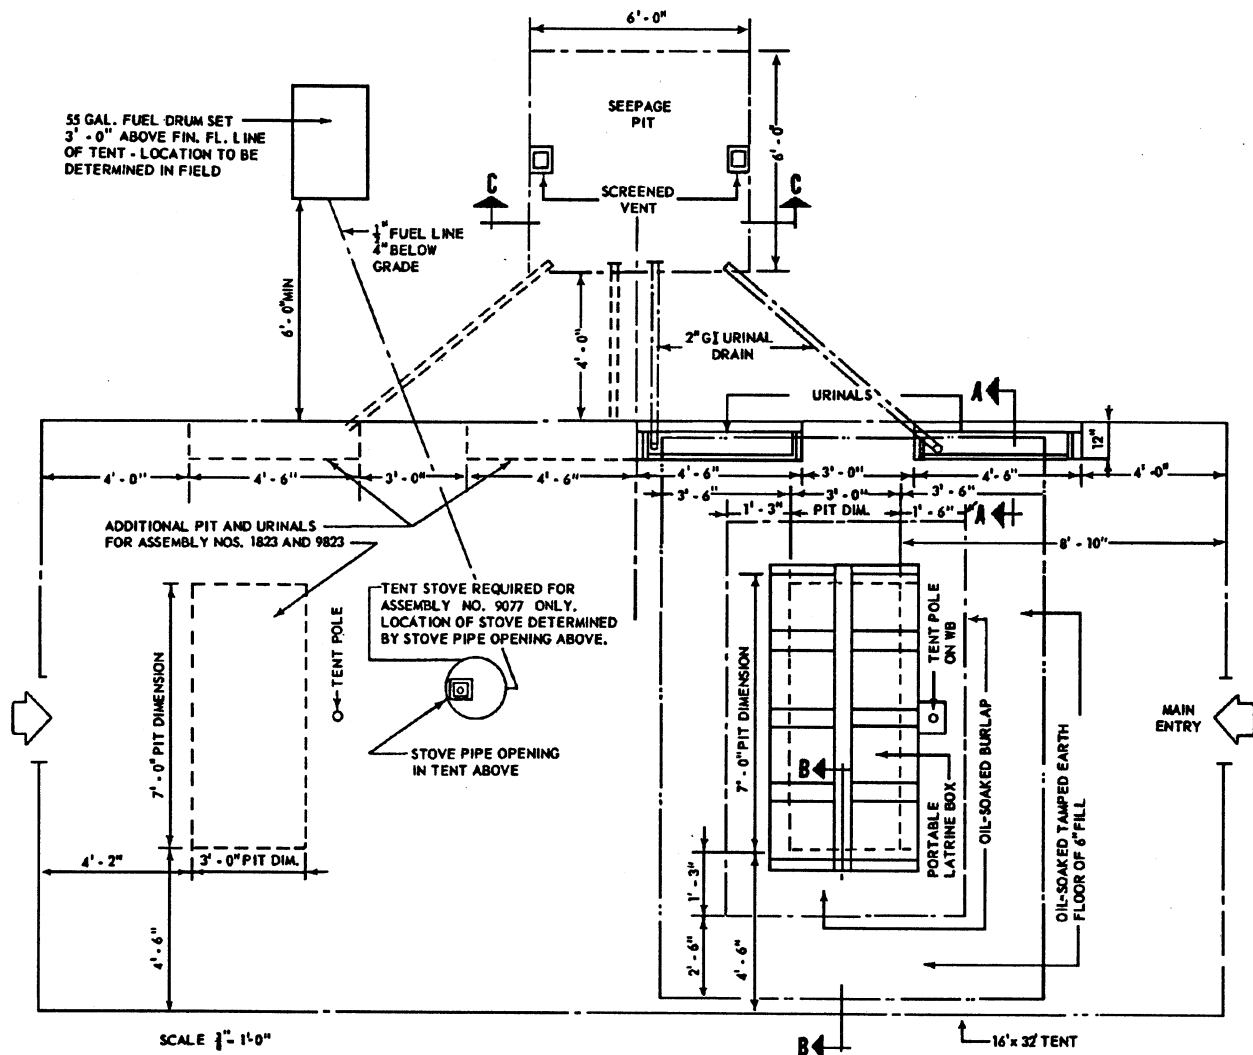 6'-0"
55 GAL. FUEL DRUM SET
3'-0" ABOVE FIN. FL. LINE
OF TENT - LOCATION TO BE
DETERMINED IN FIELD
SEEPAGE
PIT
6'-0"
C
C
SCREENED
VENT
FUEL LINE
4" BELOW
GRADE
6'-0" MIN
4'-0"
2" GI URINAL
DRAIN
URINALS
A
12"
4'-0"
4'-6"
3'-0"
4'-6"
4'-6"
3'-0"
4'-6"
4'-0"
3'-6"
3'-0"
3'-6"
1'-3"
PIT DIM.
1'-6"
A
8'-10"
ADDITIONAL PIT AND URINALS
FOR ASSEMBLY NOS. 1823 AND 9823
TENT STOVE REQUIRED FOR
ASSEMBLY NO. 9077 ONLY.
LOCATION OF STOVE DETERMINED
BY STOVE PIPE OPENING ABOVE.
TENT POLE
7'-0" PIT DIMENSION
STOVE PIPE OPENING
IN TENT ABOVE
7'-0" PIT DIMENSION
TENT POLE
ON WB
MAIN
ENTRY
B
PORTABLE
LATRINE BOX
OIL-SOAKED BURLAP
OIL-SOAKED TAMPED EARTH
FLOOR OF 6" FILL
4'-2"
3'-0" PIT DIM.
1'-3"
4'-6"
2'-6"
4'-6"
B
16' x 32' TENT